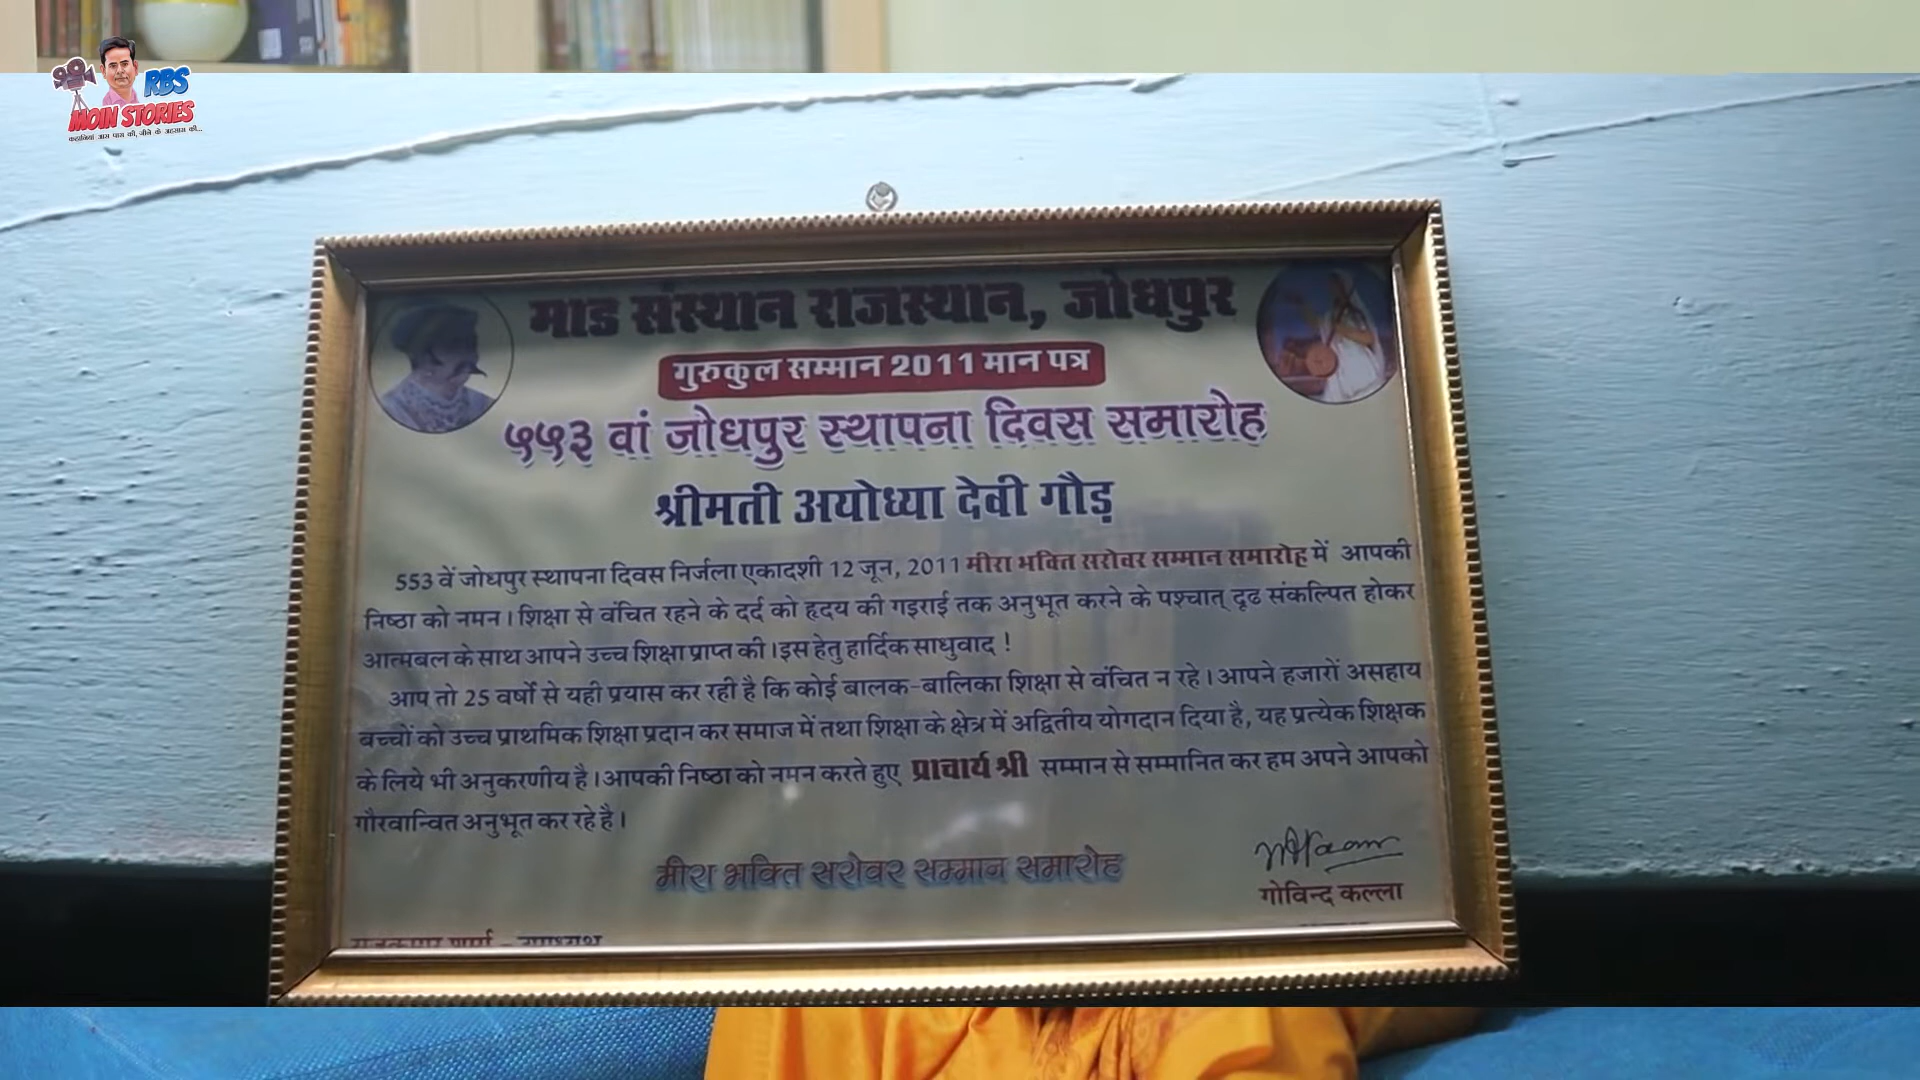 RBS
MOIN STORIES
कहानियां आस पास की, जीने के अहसास की...
माड संस्थान राजस्थान, जोधपुर
गुरुकुल सम्मान 2011 मान पत्र
५५३ वां जोधपुर स्थापना दिवस समारोह
श्रीमती अयोध्या देवी गौड़
553 वें जोधपुर स्थापना दिवस निर्जला एकादशी 12 जून, 2011 मीरा भक्ति सरोवर सम्मान समारोह में आपकी
निष्ठा को नमन। शिक्षा से वंचित रहने के दर्द को हृदय की गइराई तक अनुभूत करने के पश्चात् दृढ संकल्पित होकर
आत्मबल के साथ आपने उच्च शिक्षा प्राप्त की। इस हेतु हार्दिक साधुवाद !
आप तो 25 वर्षो से यही प्रयास कर रही है कि कोई बालक-बालिका शिक्षा से वंचित न रहे। आपने हजारों असहाय
बच्चों को उच्च प्राथमिक शिक्षा प्रदान कर समाज में तथा शिक्षा के क्षेत्र में अद्वितीय योगदान दिया है, यह प्रत्येक शिक्षक
के लिये भी अनुकरणीय है। आपकी निष्ठा को नमन करते हुए प्राचार्य श्री सम्मान से सम्मानित कर हम अपने आपको
गौरवान्वित अनुभूत कर रहे है।
मीरा भक्ति सरोवर सम्मान समारोह
गोविन्द कल्ला